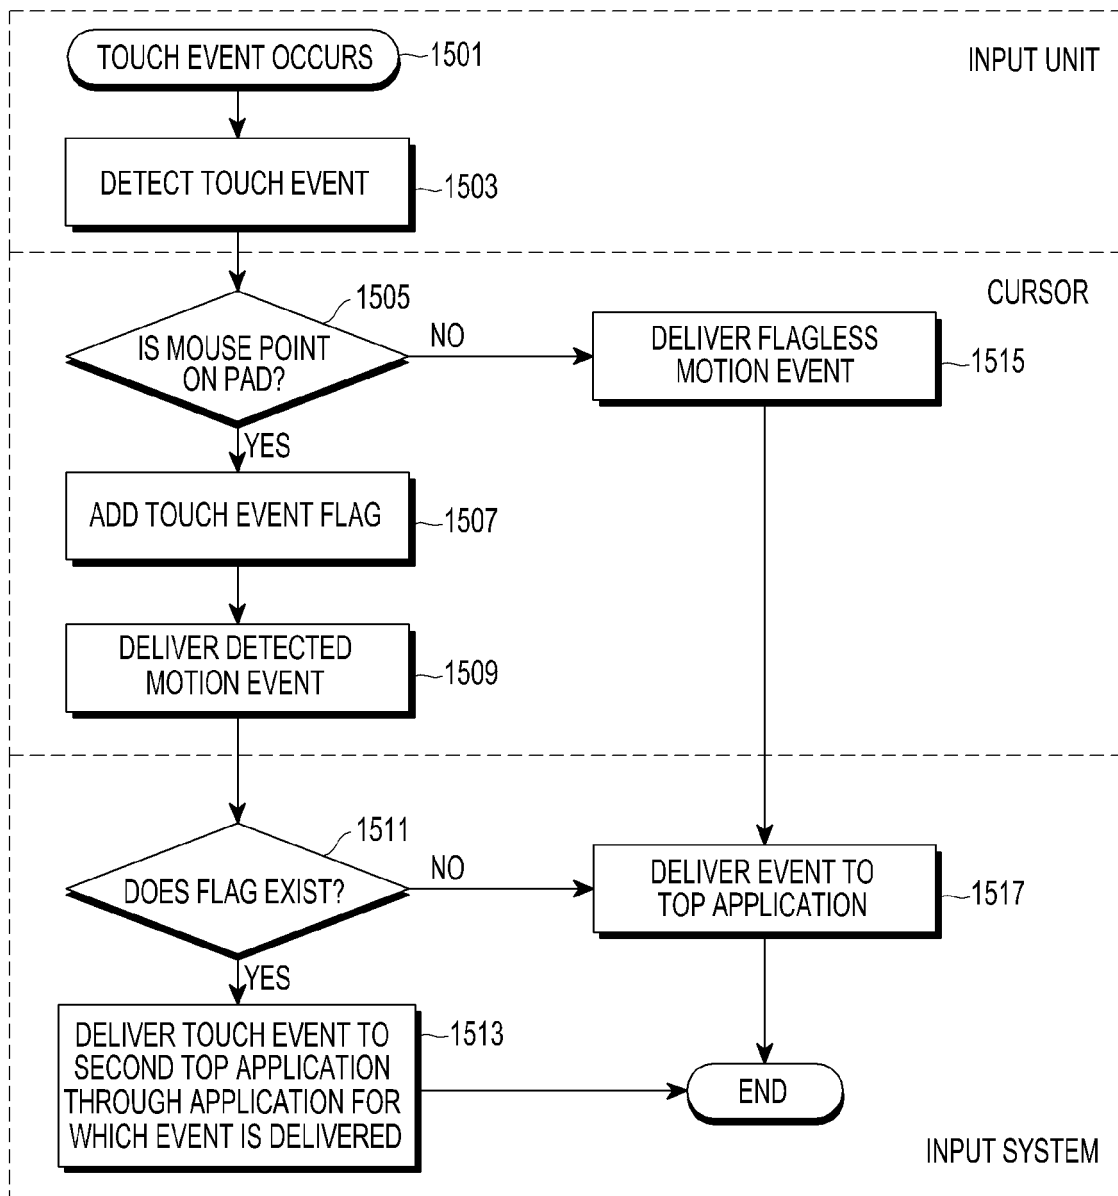 TOUCH EVENT OCCURS
1501
INPUT UNIT
DETECT TOUCH EVENT
1503
CURSOR
1505
IS MOUSE POINT
ON PAD?
NO
DELIVER FLAGLESS
MOTION EVENT
1515
YES
ADD TOUCH EVENT FLAG
1507
DELIVER DETECTED
MOTION EVENT
1509
1511
DOES FLAG EXIST?
NO
DELIVER EVENT TO
TOP APPLICATION
1517
YES
DELIVER TOUCH EVENT TO
SECOND TOP APPLICATION
THROUGH APPLICATION FOR
WHICH EVENT IS DELIVERED
1513
END
INPUT SYSTEM